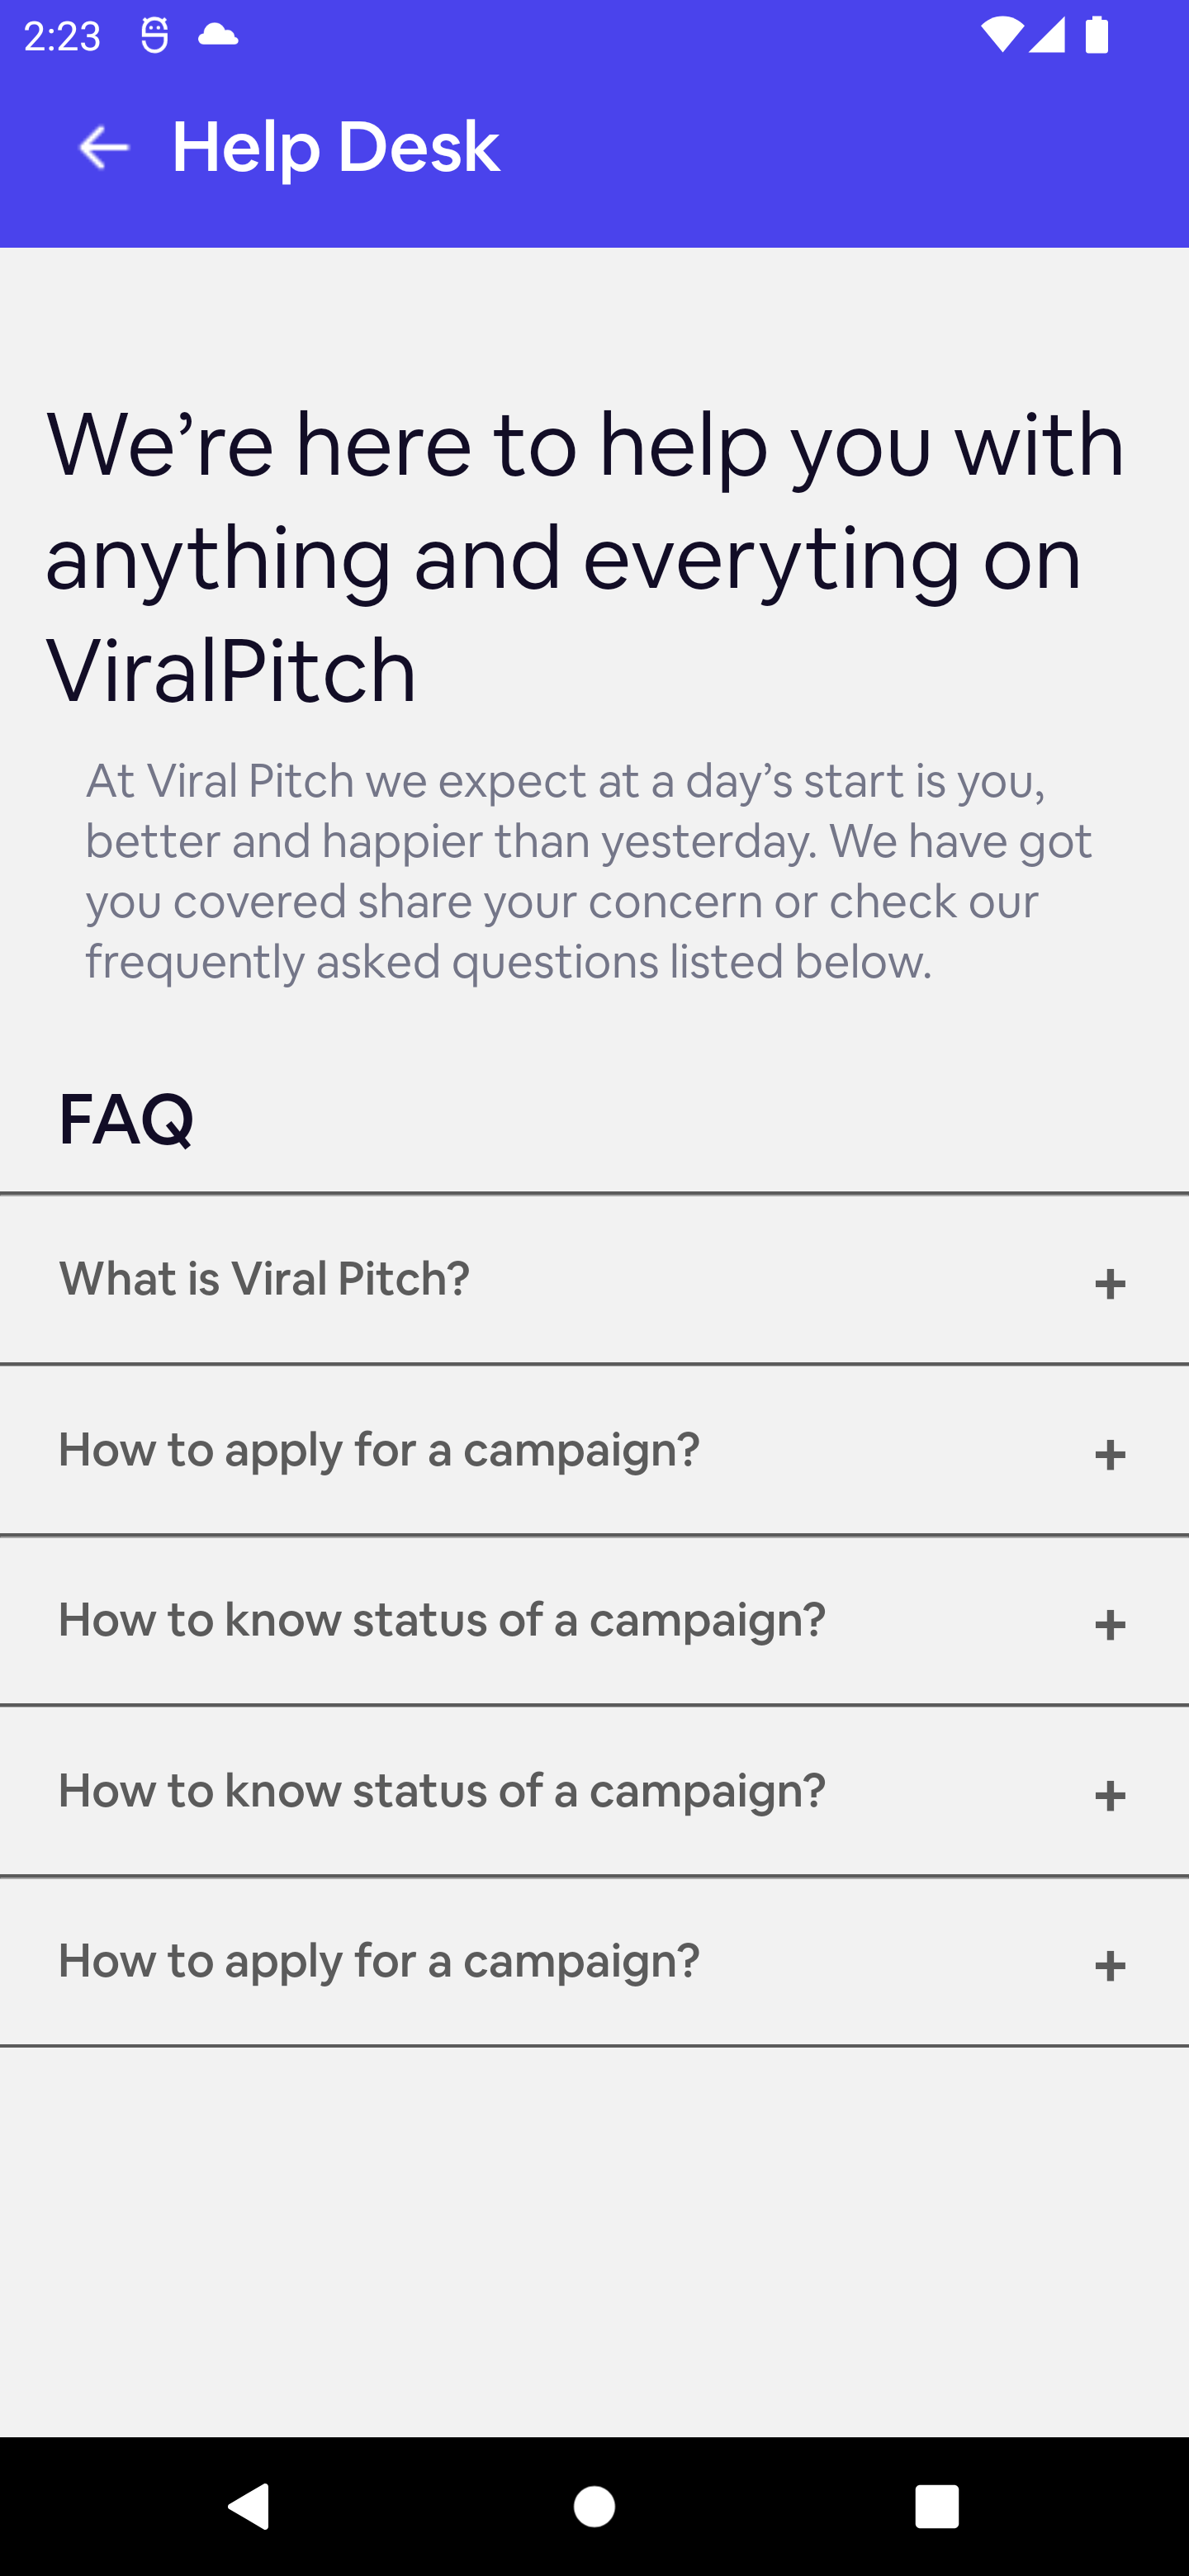 2:23
Help Desk
We’re here to help you with
anything and everyting on
ViralPitch
At Viral Pitch we expect at a day’s start is you,
better and happier than yesterday. We have got
you covered share your concern or check our
frequently asked questions listed below.
FAQ
What is Viral Pitch? +
How to apply for a campaign? +
How to know status of a campaign? +
How to know status of a campaign? +
How to apply for a campaign? +